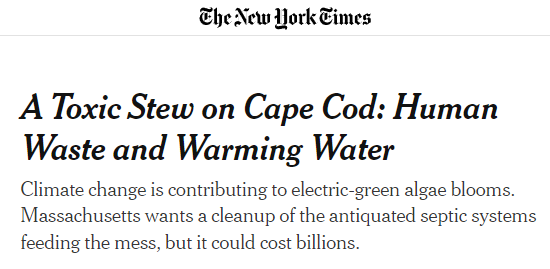 The New York Times
A Toxic Stew on Cape Cod: Human
Waste and Warming Water
Climate change is contributing to electric-green algae blooms.
Massachusetts wants a cleanup of the antiquated septic systems
feeding the mess, but it could cost billions.